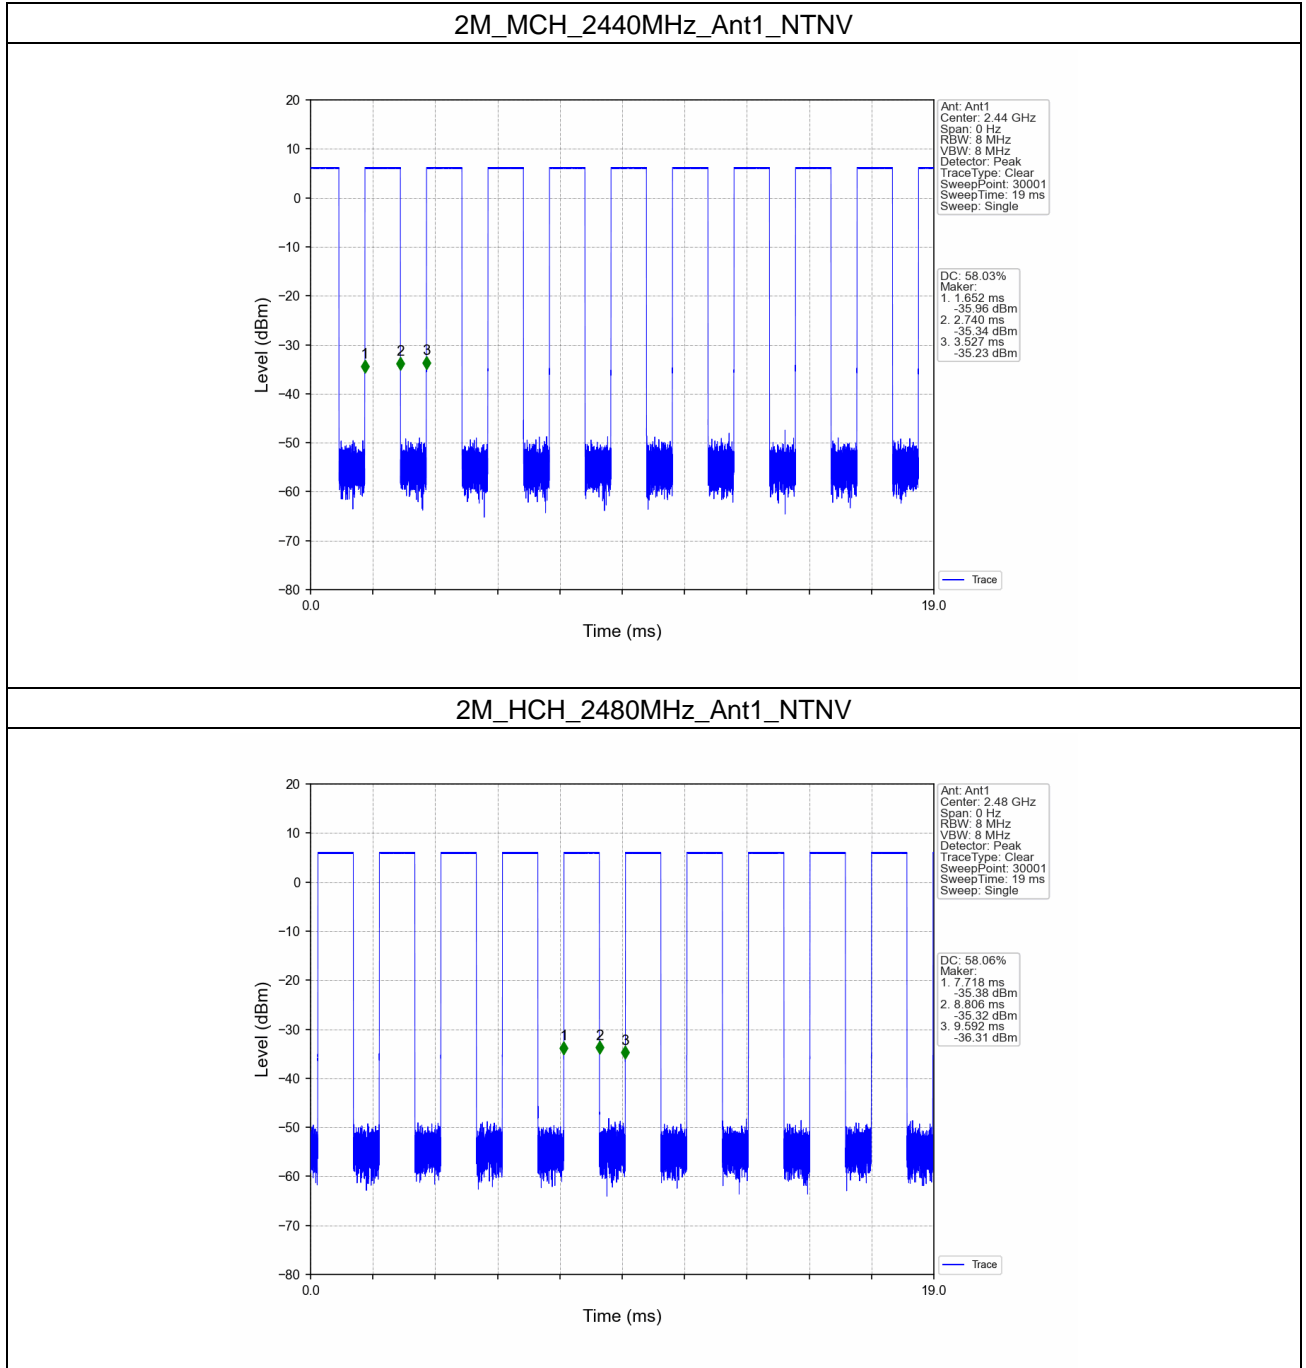 2M_MCH_2440MHz_Ant1_NTNV
20
10
0
−10
−20
−30
−40
−50
−60
−70
−80
Level (dBm)
1
2
3
0.0
19.0
Time (ms)
Ant: Ant1
Center: 2.44 GHz
Span: 0 Hz
RBW: 8 MHz
VBW: 8 MHz
Detector: Peak
TraceType: Clear
SweepPoint: 30001
SweepTime: 19 ms
Sweep: Single
DC: 58.03%
Maker:
1. 1.652 ms
-35.96 dBm
2. 2.740 ms
-35.34 dBm
3. 3.527 ms
-35.23 dBm
Trace
2M_HCH_2480MHz_Ant1_NTNV
20
10
0
−10
−20
−30
−40
−50
−60
−70
−80
Level (dBm)
1
2
3
0.0
19.0
Time (ms)
Ant: Ant1
Center: 2.48 GHz
Span: 0 Hz
RBW: 8 MHz
VBW: 8 MHz
Detector: Peak
TraceType: Clear
SweepPoint: 30001
SweepTime: 19 ms
Sweep: Single
DC: 58.06%
Maker:
1. 7.718 ms
-35.38 dBm
2. 8.806 ms
-35.32 dBm
3. 9.592 ms
-36.31 dBm
Trace